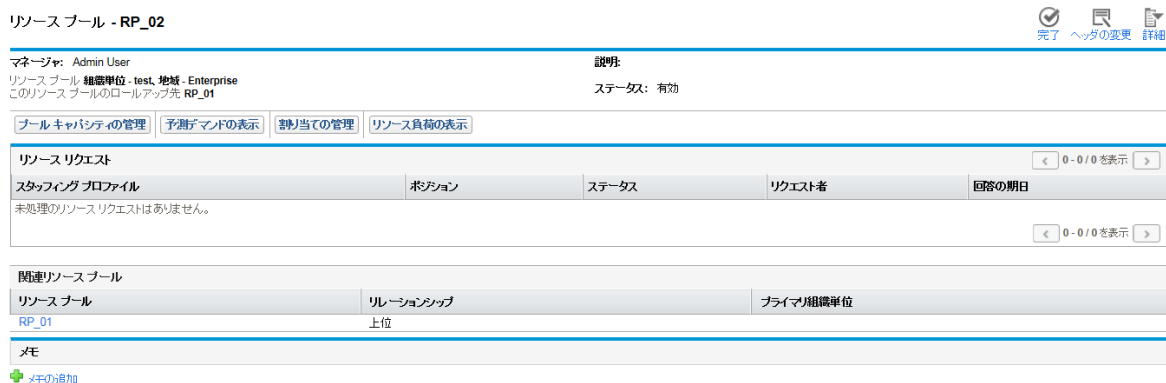 リソース プール - RP_02
完了 ヘッダの変更 詳細
マネージャ: Admin User 説明:
リソース プール 組織単位 - test, 地域 - Enterprise
このリソース プールのロールアップ先 RP_01
ステータス: 有効
プール キャパシティの管理 予測デマンドの表示 割り当ての管理 リソース負荷の表示
リソース リクエスト 0 - 0 / 0 を表示
スタッフィング プロファイル ポジション ステータス リクエスト者 回答の期日
未処理のリソース リクエストはありません。
0 - 0 / 0 を表示
関連リソース プール
リソース プール リレーションシップ プライマリ組織単位
RP_01 上位
メモ
メモの追加